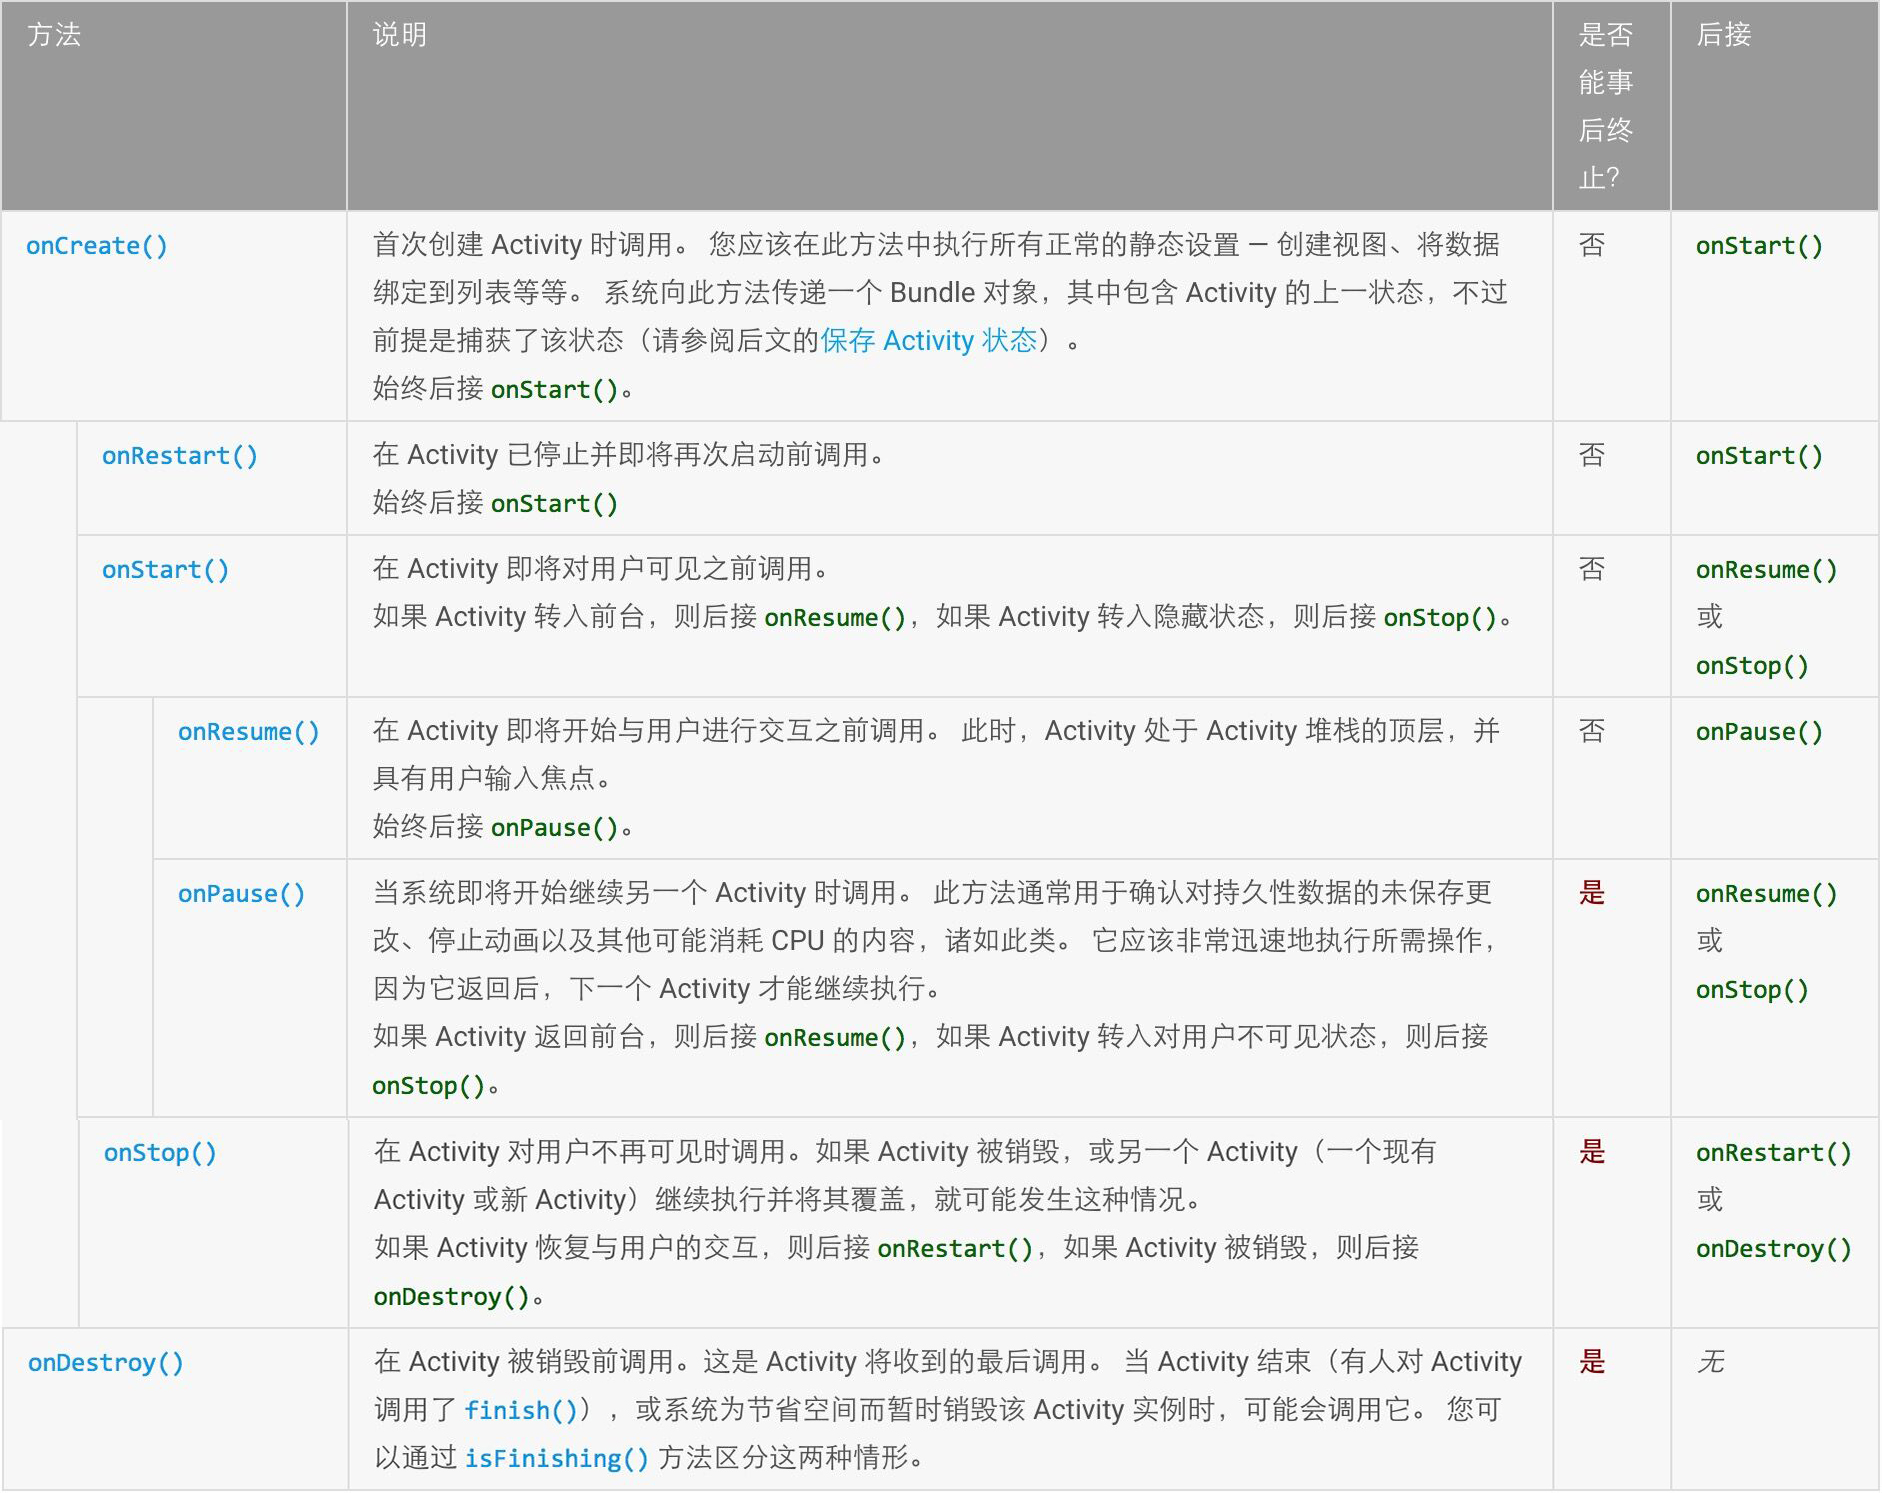 方法
说明
是否
能事
后终
止?
后接
onCreate()
首次创建 Activity 时调用。 您应该在此方法中执行所有正常的静态设置 — 创建视图、将数据
绑定到列表等等。 系统向此方法传递一个 Bundle 对象，其中包含 Activity 的上一状态，不过
前提是捕获了该状态（请参阅后文的保存 Activity 状态）。
始终后接 onStart()。
否
onStart()
onRestart()
在 Activity 已停止并即将再次启动前调用。
始终后接 onStart()
否
onStart()
onStart()
在 Activity 即将对用户可见之前调用。
如果 Activity 转入前台，则后接 onResume()，如果 Activity 转入隐藏状态，则后接 onStop()。
否
onResume()
或
onStop()
onResume()
在 Activity 即将开始与用户进行交互之前调用。 此时，Activity 处于 Activity 堆栈的顶层，并
具有用户输入焦点。
始终后接 onPause()。
否
onPause()
onPause()
当系统即将开始继续另一个 Activity 时调用。 此方法通常用于确认对持久性数据的未保存更
改、停止动画以及其他可能消耗 CPU 的内容，诸如此类。 它应该非常迅速地执行所需操作，
因为它返回后，下一个 Activity 才能继续执行。
如果 Activity 返回前台，则后接 onResume()，如果 Activity 转入对用户不可见状态，则后接
onStop()。
是
onResume()
或
onStop()
onStop()
在 Activity 对用户不再可见时调用。如果 Activity 被销毁，或另一个 Activity（一个现有
Activity 或新 Activity）继续执行并将其覆盖，就可能发生这种情况。
如果 Activity 恢复与用户的交互，则后接 onRestart()，如果 Activity 被销毁，则后接
onDestroy()。
是
onRestart()
或
onDestroy()
onDestroy()
在 Activity 被销毁前调用。这是 Activity 将收到的最后调用。 当 Activity 结束（有人对 Activity
调用了 finish()），或系统为节省空间而暂时销毁该 Activity 实例时，可能会调用它。 您可
以通过 isFinishing() 方法区分这两种情形。
是
无